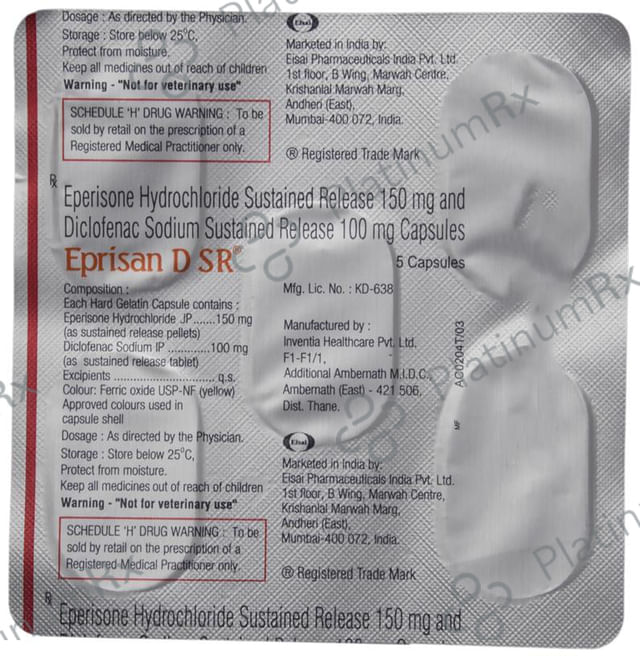 Dosage : As directed by the Physician.
Storage : Store below 25°C,
Protect from moisture.
Keep all medicines out of reach of children
Warning - "Not for veterinary use"
SCHEDULE 'H' DRUG WARNING : To be
sold by retail on the prescription of a
Registered Medical Practitioner only.
Eisai
Marketed in India by:
Eisai Pharmaceuticals India Pvt. Ltd.
1st floor, B Wing, Marwah Centre,
Krishanlal Marwah Marg,
Andheri (East),
Mumbai-400 072, India.
® Registered Trade Mark
Rx
Eperisone Hydrochloride Sustained Release 150 mg and
Diclofenac Sodium Sustained Release 100 mg Capsules
Eprisan D SR®
5 Capsules
Composition :
Each Hard Gelatin Capsule contains :
Eperisone Hydrochloride JP......150 mg
(as sustained release pellets)
Diclofenac Sodium IP ............100 mg
(as sustained release tablet)
Excipients ............................. q.s.
Colour: Ferric oxide USP-NF (yellow)
Approved colours used in
capsule shell
Dosage : As directed by the Physician.
Storage : Store below 25°C,
Protect from moisture.
Keep all medicines out of reach of children
Warning - "Not for veterinary use"
SCHEDULE 'H' DRUG WARNING : To be
sold by retail on the prescription of a
Registered Medical Practitioner only.
Mfg. Lic. No. : KD-638
Manufactured by :
Inventia Healthcare Pvt. Ltd.
F1-F1/1,
Additional Ambernath M.I.D.C.,
Ambernath (East) - 421 506,
Dist. Thane.
Eisai
Marketed in India by:
Eisai Pharmaceuticals India Pvt. Ltd.
1st floor, B Wing, Marwah Centre,
Krishanlal Marwah Marg,
Andheri (East),
Mumbai-400 072, India.
® Registered Trade Mark
MF AC00204T/03
Rx
Eperisone Hydrochloride Sustained Release 150 mg and
PlatinumRx
PlatinumRx
PlatinumRx